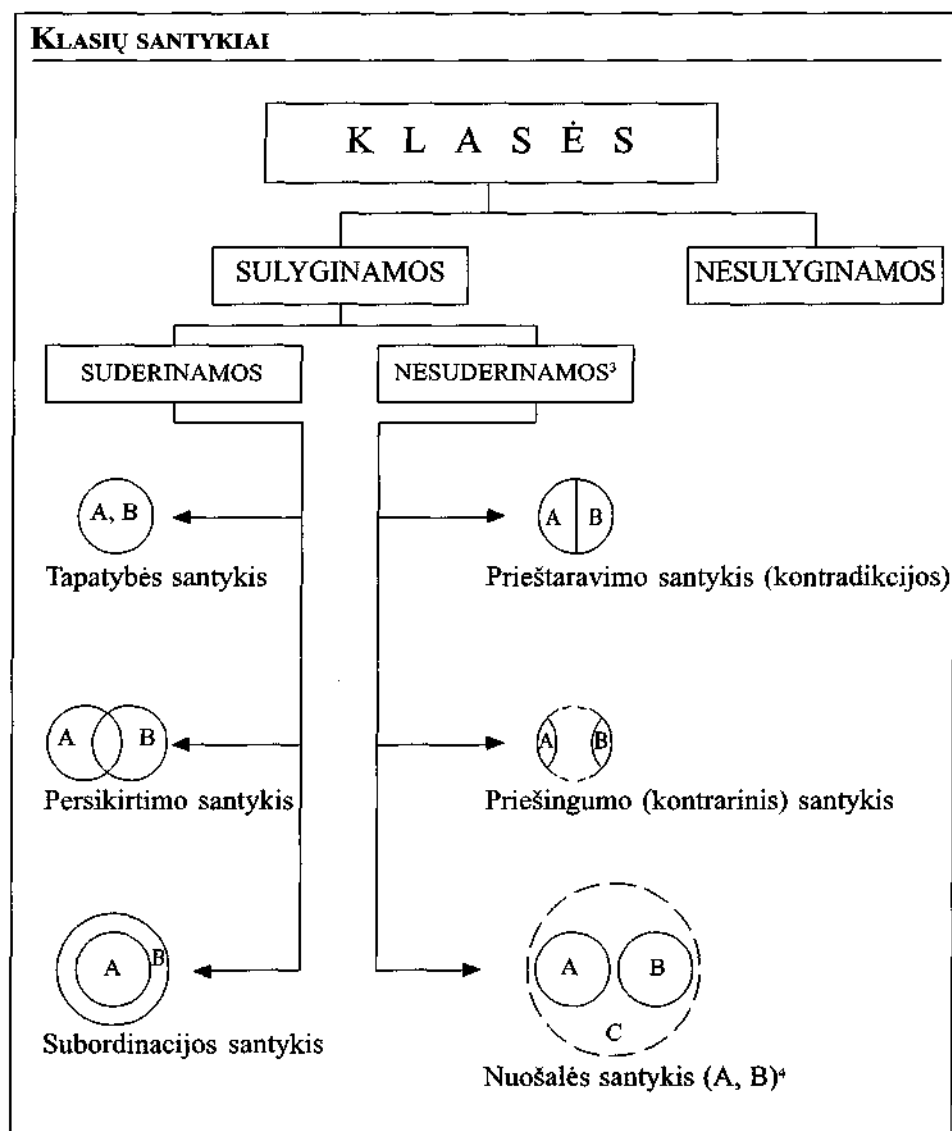 KLASIŲ SANTYKIAI
KLASĖS
SULYGINAMOS
NESULYGINAMOS
SUDERINAMOS
NESUDERINAMOS³
A, B
Tapatybės santykis
A B
Prieštaravimo santykis (kontradikcijos)
A B
Persikirtimo santykis
A B
Priešingumo (kontrarinis) santykis
A B
Subordinacijos santykis
A B
C
Nuošalės santykis (A, B)⁴